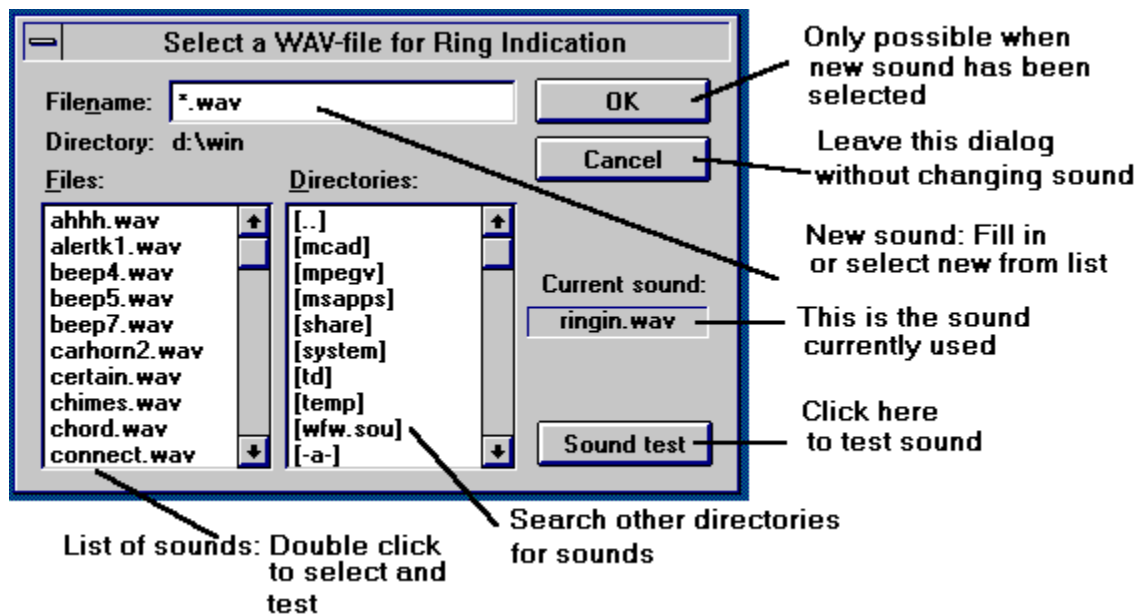 Select a WAV-file for Ring Indication
Filename: *.wav
Directory: d:\win
Files:
ahhh.wav
alertk1.wav
beep4.wav
beep5.wav
beep7.wav
carhorn2.wav
certain.wav
chimes.wav
chord.wav
connect.wav
Directories:
[..]
[mcad]
[mpegv]
[msapps]
[share]
[system]
[td]
[temp]
[wfw.sou]
[-a-]
OK
Cancel
Current sound:
ringin.wav
Sound test
Only possible when
new sound has been
selected
Leave this dialog
without changing sound
New sound: Fill in
or select new from list
This is the sound
currently used
Click here
to test sound
Search other directories
for sounds
List of sounds: Double click
to select and
test